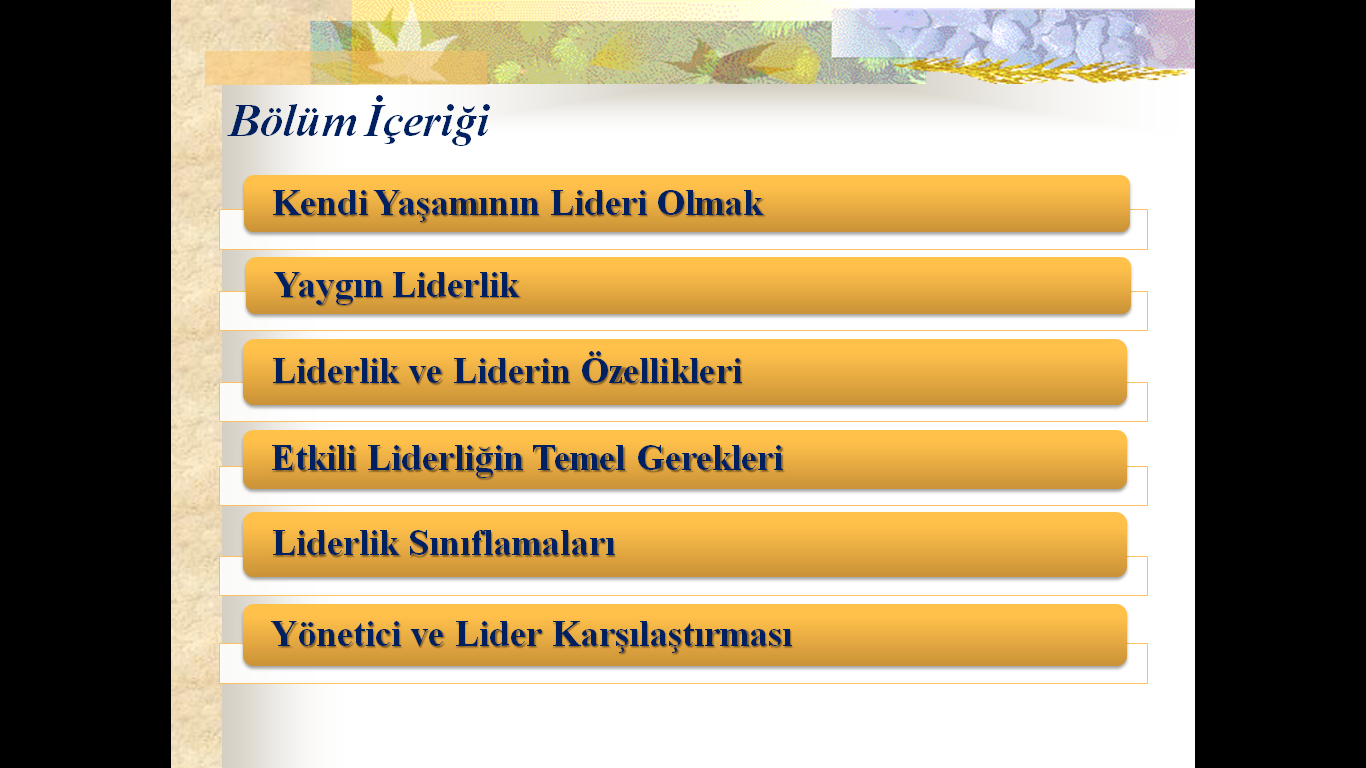 Bölüm İçeriği
Kendi Yaşamının Lideri Olmak
Yaygın Liderlik
Liderlik ve Liderin Özellikleri
Etkili Liderliğin Temel Gerekleri
Liderlik Sınıflamaları
Yönetici ve Lider Karşılaştırması